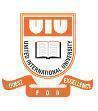 UIU
UNITED INTERNATIONAL UNIVERSITY
QUEST FOR EXCELLENCE